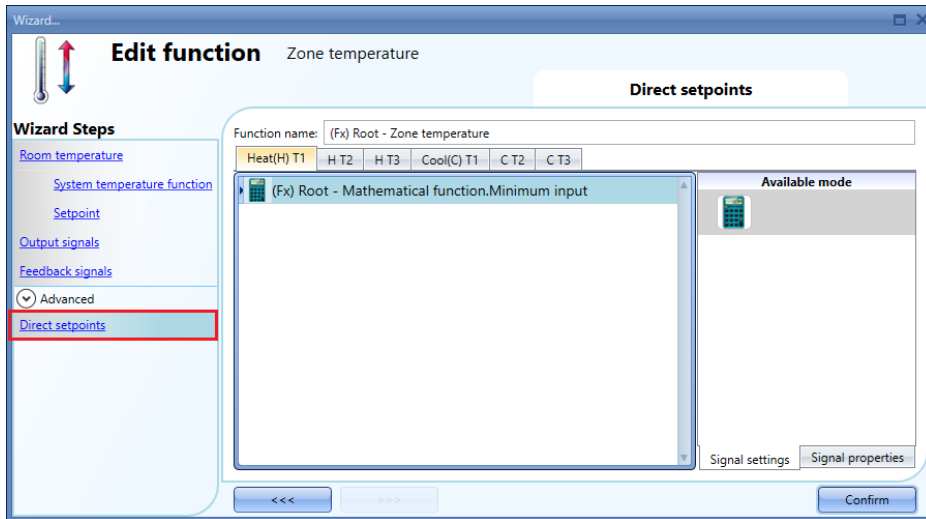 Wizard...
Edit function Zone temperature
Direct setpoints
Wizard Steps
Room temperature
System temperature function
Setpoint
Output signals
Feedback signals
Advanced
Direct setpoints
Function name: (Fx) Root - Zone temperature
Heat(H) T1 H T2 H T3 Cool(C) T1 C T2 C T3
(Fx) Root - Mathematical function.Minimum input
Available mode
Signal settings Signal properties
<<< >>> Confirm